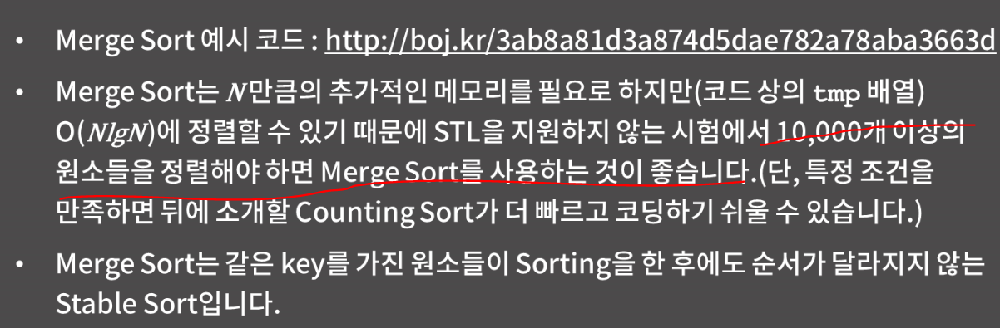 • Merge Sort 예시 코드 : http://boj.kr/3ab8a81d3a874d5dae782a78aba3663d
• Merge Sort는 N만큼의 추가적인 메모리를 필요로 하지만(코드 상의 tmp 배열)
O(NlgN)에 정렬할 수 있기 때문에 STL을 지원하지 않는 시험에서 10,000개 이상의
원소들을 정렬해야 하면 Merge Sort를 사용하는 것이 좋습니다.(단, 특정 조건을
만족하면 뒤에 소개할 Counting Sort가 더 빠르고 코딩하기 쉬울 수 있습니다.)
• Merge Sort는 같은 key를 가진 원소들이 Sorting을 한 후에도 순서가 달라지지 않는
Stable Sort입니다.